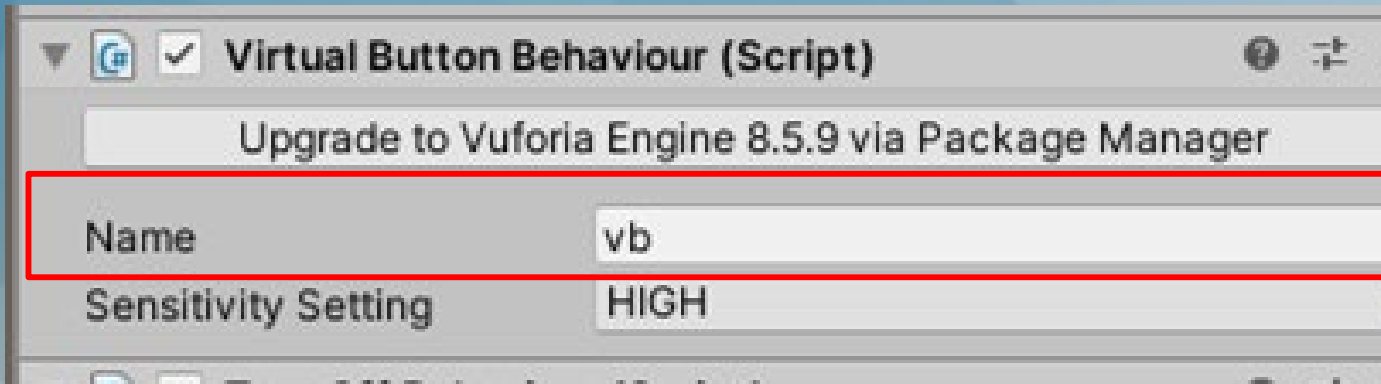 Virtual Button Behaviour (Script)
Upgrade to Vuforia Engine 8.5.9 via Package Manager
Name vb
Sensitivity Setting HIGH